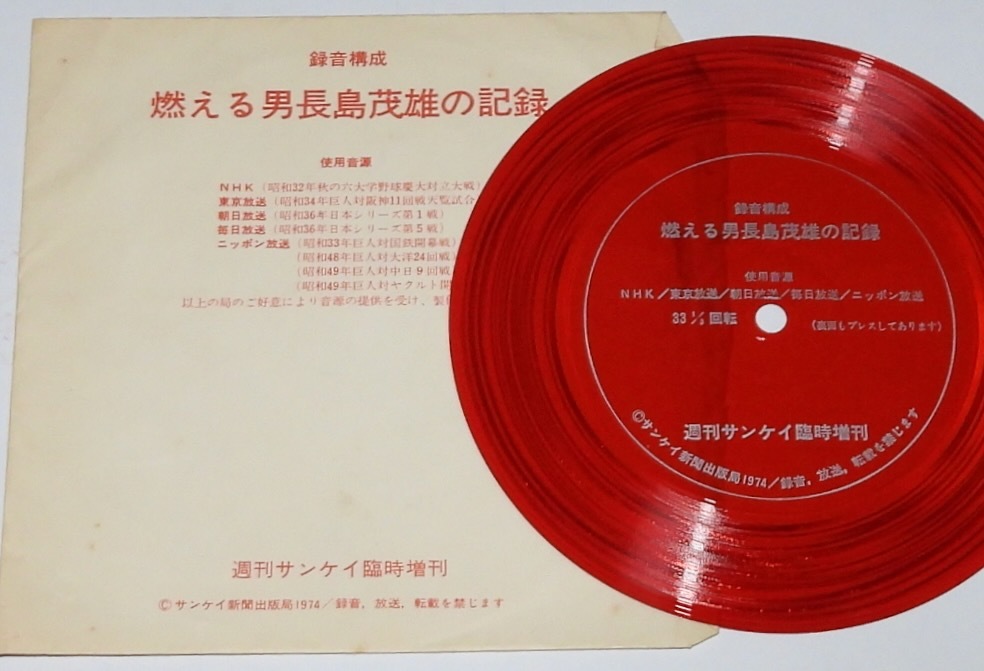 録音構成
燃える男長島茂雄の記録
使用音源
NHK(昭和32年秋の六大学野球慶大対立大戦)
東京放送(昭和34年巨人対阪神11回戦天覧試合
朝日放送(昭和36年日本シリーズ第1戦)
毎日放送(昭和36年日本シリーズ第5戦)
ニッポン放送(昭和33年巨人対国鉄開幕戦)
(昭和48年巨人対大洋24回戦)
(昭和49年巨人対中日9回戦
(昭和49年巨人対ヤクルト開
以上の局のご好意により音源の提供を受け、製
週刊サンケイ臨時増刊
©サンケイ新聞出版局1974/録音,放送,転載を禁じます
録音構成
燃える男長島茂雄の記録
使用音源
NHK/東京放送/朝日放送/毎日放送/ニッポン放送
33 1/3 回転
(裏面もプレスしてあります)
週刊サンケイ臨時増刊
©サンケイ新聞出版局1974/録音,放送,転載を禁じます